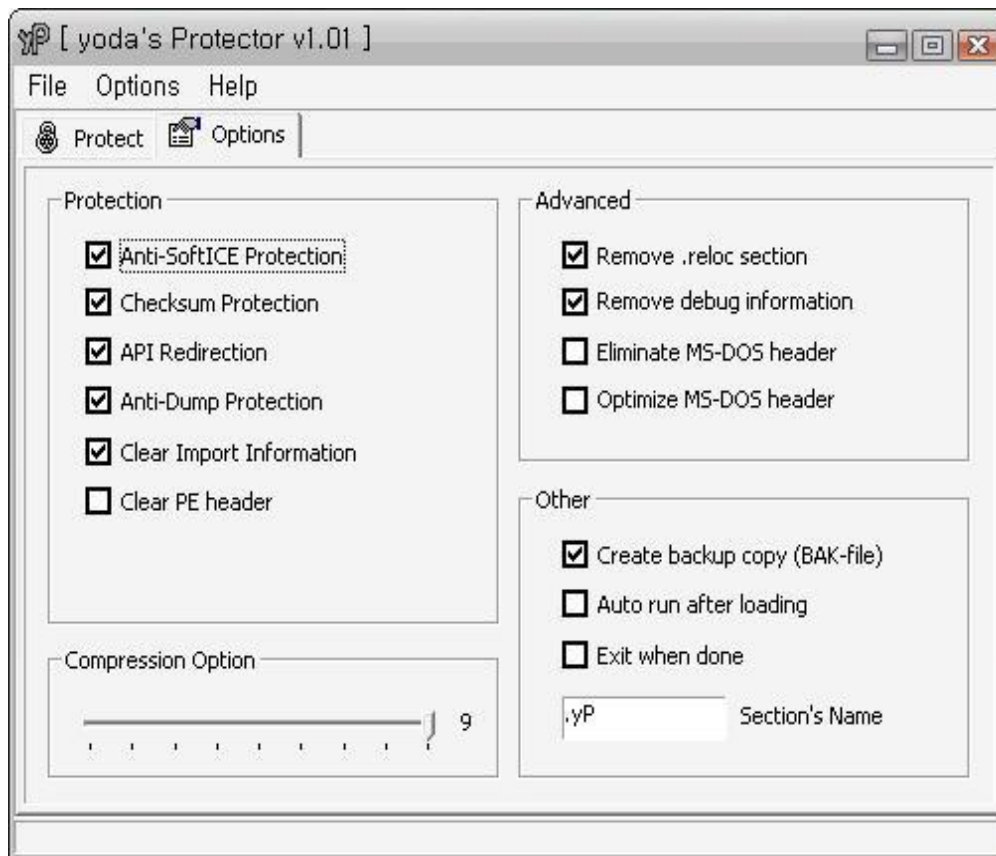 yP [ yoda's Protector v1.01 ]
File Options Help
Protect Options
Protection
Anti-SoftICE Protection
Checksum Protection
API Redirection
Anti-Dump Protection
Clear Import Information
Clear PE header
Compression Option
9
Advanced
Remove .reloc section
Remove debug information
Eliminate MS-DOS header
Optimize MS-DOS header
Other
Create backup copy (BAK-file)
Auto run after loading
Exit when done
.yP Section's Name